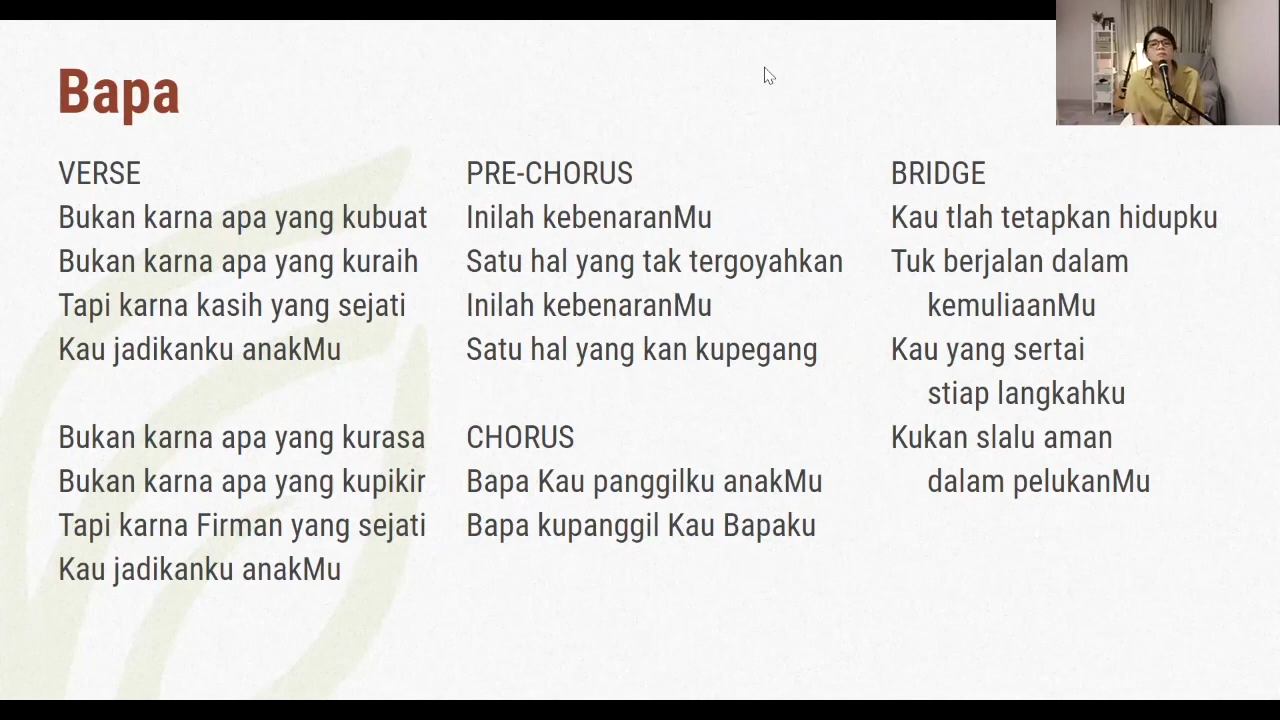 Bapa
VERSE
Bukan karna apa yang kubuat
Bukan karna apa yang kuraih
Tapi karna kasih yang sejati
Kau jadikanku anakMu
Bukan karna apa yang kurasa
Bukan karna apa yang kupikir
Tapi karna Firman yang sejati
Kau jadikanku anakMu
PRE-CHORUS
Inilah kebenaranMu
Satu hal yang tak tergoyahkan
Inilah kebenaranMu
Satu hal yang kan kupegang
CHORUS
Bapa Kau panggilku anakMu
Bapa kupanggil Kau Bapaku
BRIDGE
Kau tlah tetapkan hidupku
Tuk berjalan dalam
kemuliaanMu
Kau yang sertai
stiap langkahku
Kukan slalu aman
dalam pelukanMu